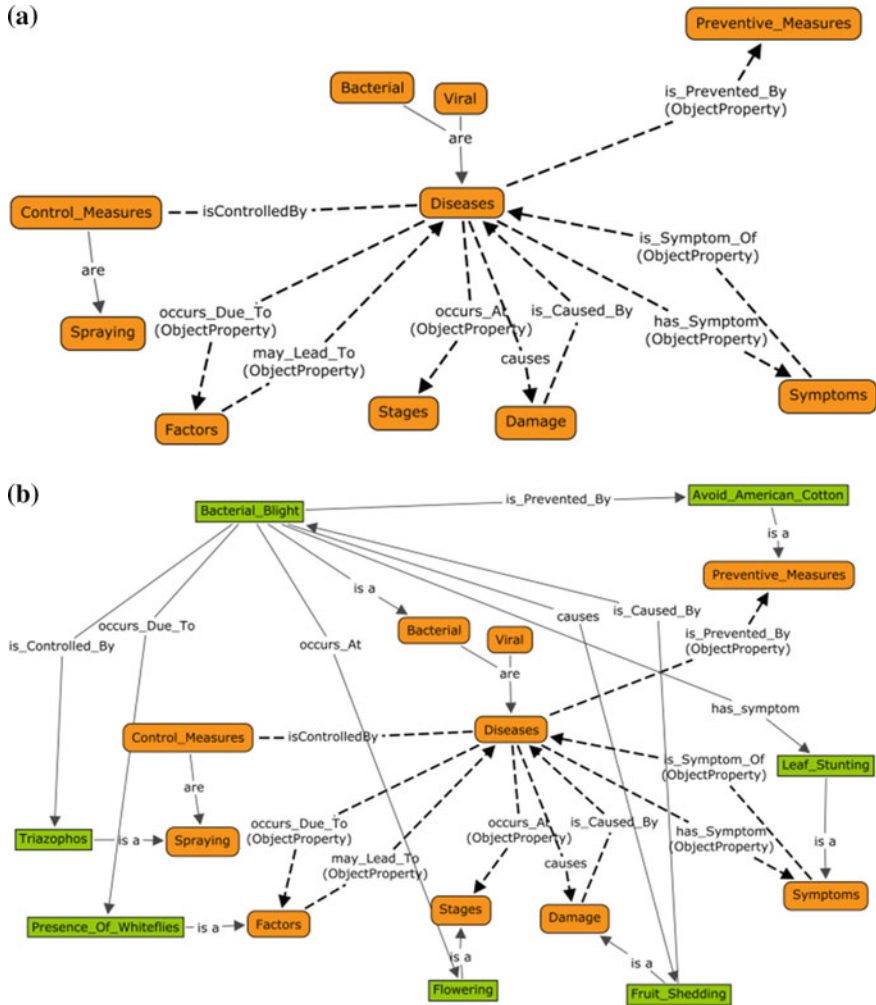 (a)
Preventive_Measures
Bacterial
Viral
is_Prevented_By
(ObjectProperty)
are
Control_Measures
isControlledBy
Diseases
is_Symptom_Of
(ObjectProperty)
are
occurs_Due_To
(ObjectProperty)
occurs_At
(ObjectProperty)
is_Caused_By
has_Symptom
(ObjectProperty)
Spraying
may_Lead_To
(ObjectProperty)
causes
Factors
Stages
Damage
Symptoms
(b)
Bacterial_Blight
is_Prevented_By
Avoid_American_Cotton
is a
is a
Preventive_Measures
is_Controlled_By
occurs_Due_To
occurs_At
Bacterial
Viral
causes
is_Caused_By
is_Prevented_By
(ObjectProperty)
are
has_symptom
Control_Measures
isControlledBy
Diseases
is_Symptom_Of
(ObjectProperty)
Leaf_Stunting
are
occurs_Due_To
(ObjectProperty)
occurs_At
(ObjectProperty)
is_Caused_By
has_Symptom
(ObjectProperty)
is a
Triazophos
is a
Spraying
may_Lead_To
(ObjectProperty)
causes
Presence_Of_Whiteflies
is a
Factors
Stages
Damage
Symptoms
is a
is a
Flowering
Fruit_Shedding